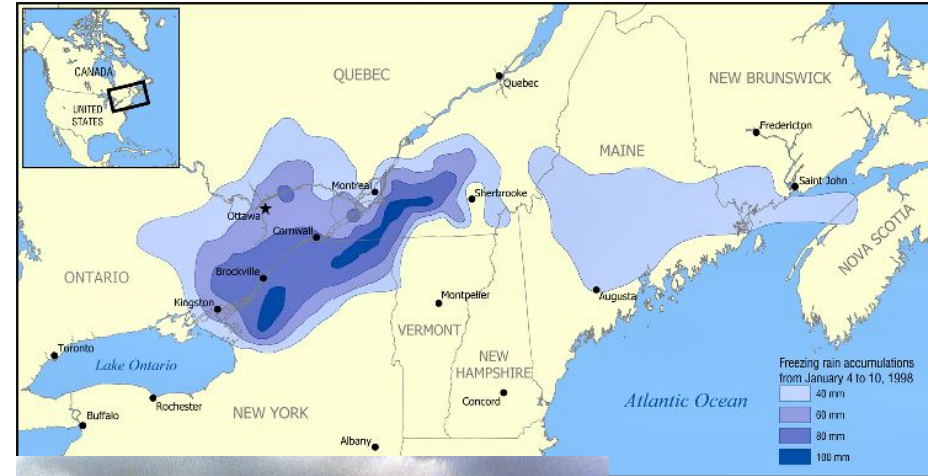 CANADA
UNITED
STATES
QUEBEC
Quebec
NEW BRUNSWICK
Fredericton
MAINE
Saint John
Montreal
Sherbrooke
Ottawa
Cornwall
NOVA SCOTIA
ONTARIO
Brockville
Kingston
Montpelier
Augusta
VERMONT
Toronto
Lake Ontario
NEW
HAMPSHIRE
Freezing rain accumulations
from January 4 to 10, 1998
Rochester
Concord
Atlantic Ocean
40 mm
Buffalo
NEW YORK
60 mm
Albany
80 mm
100 mm